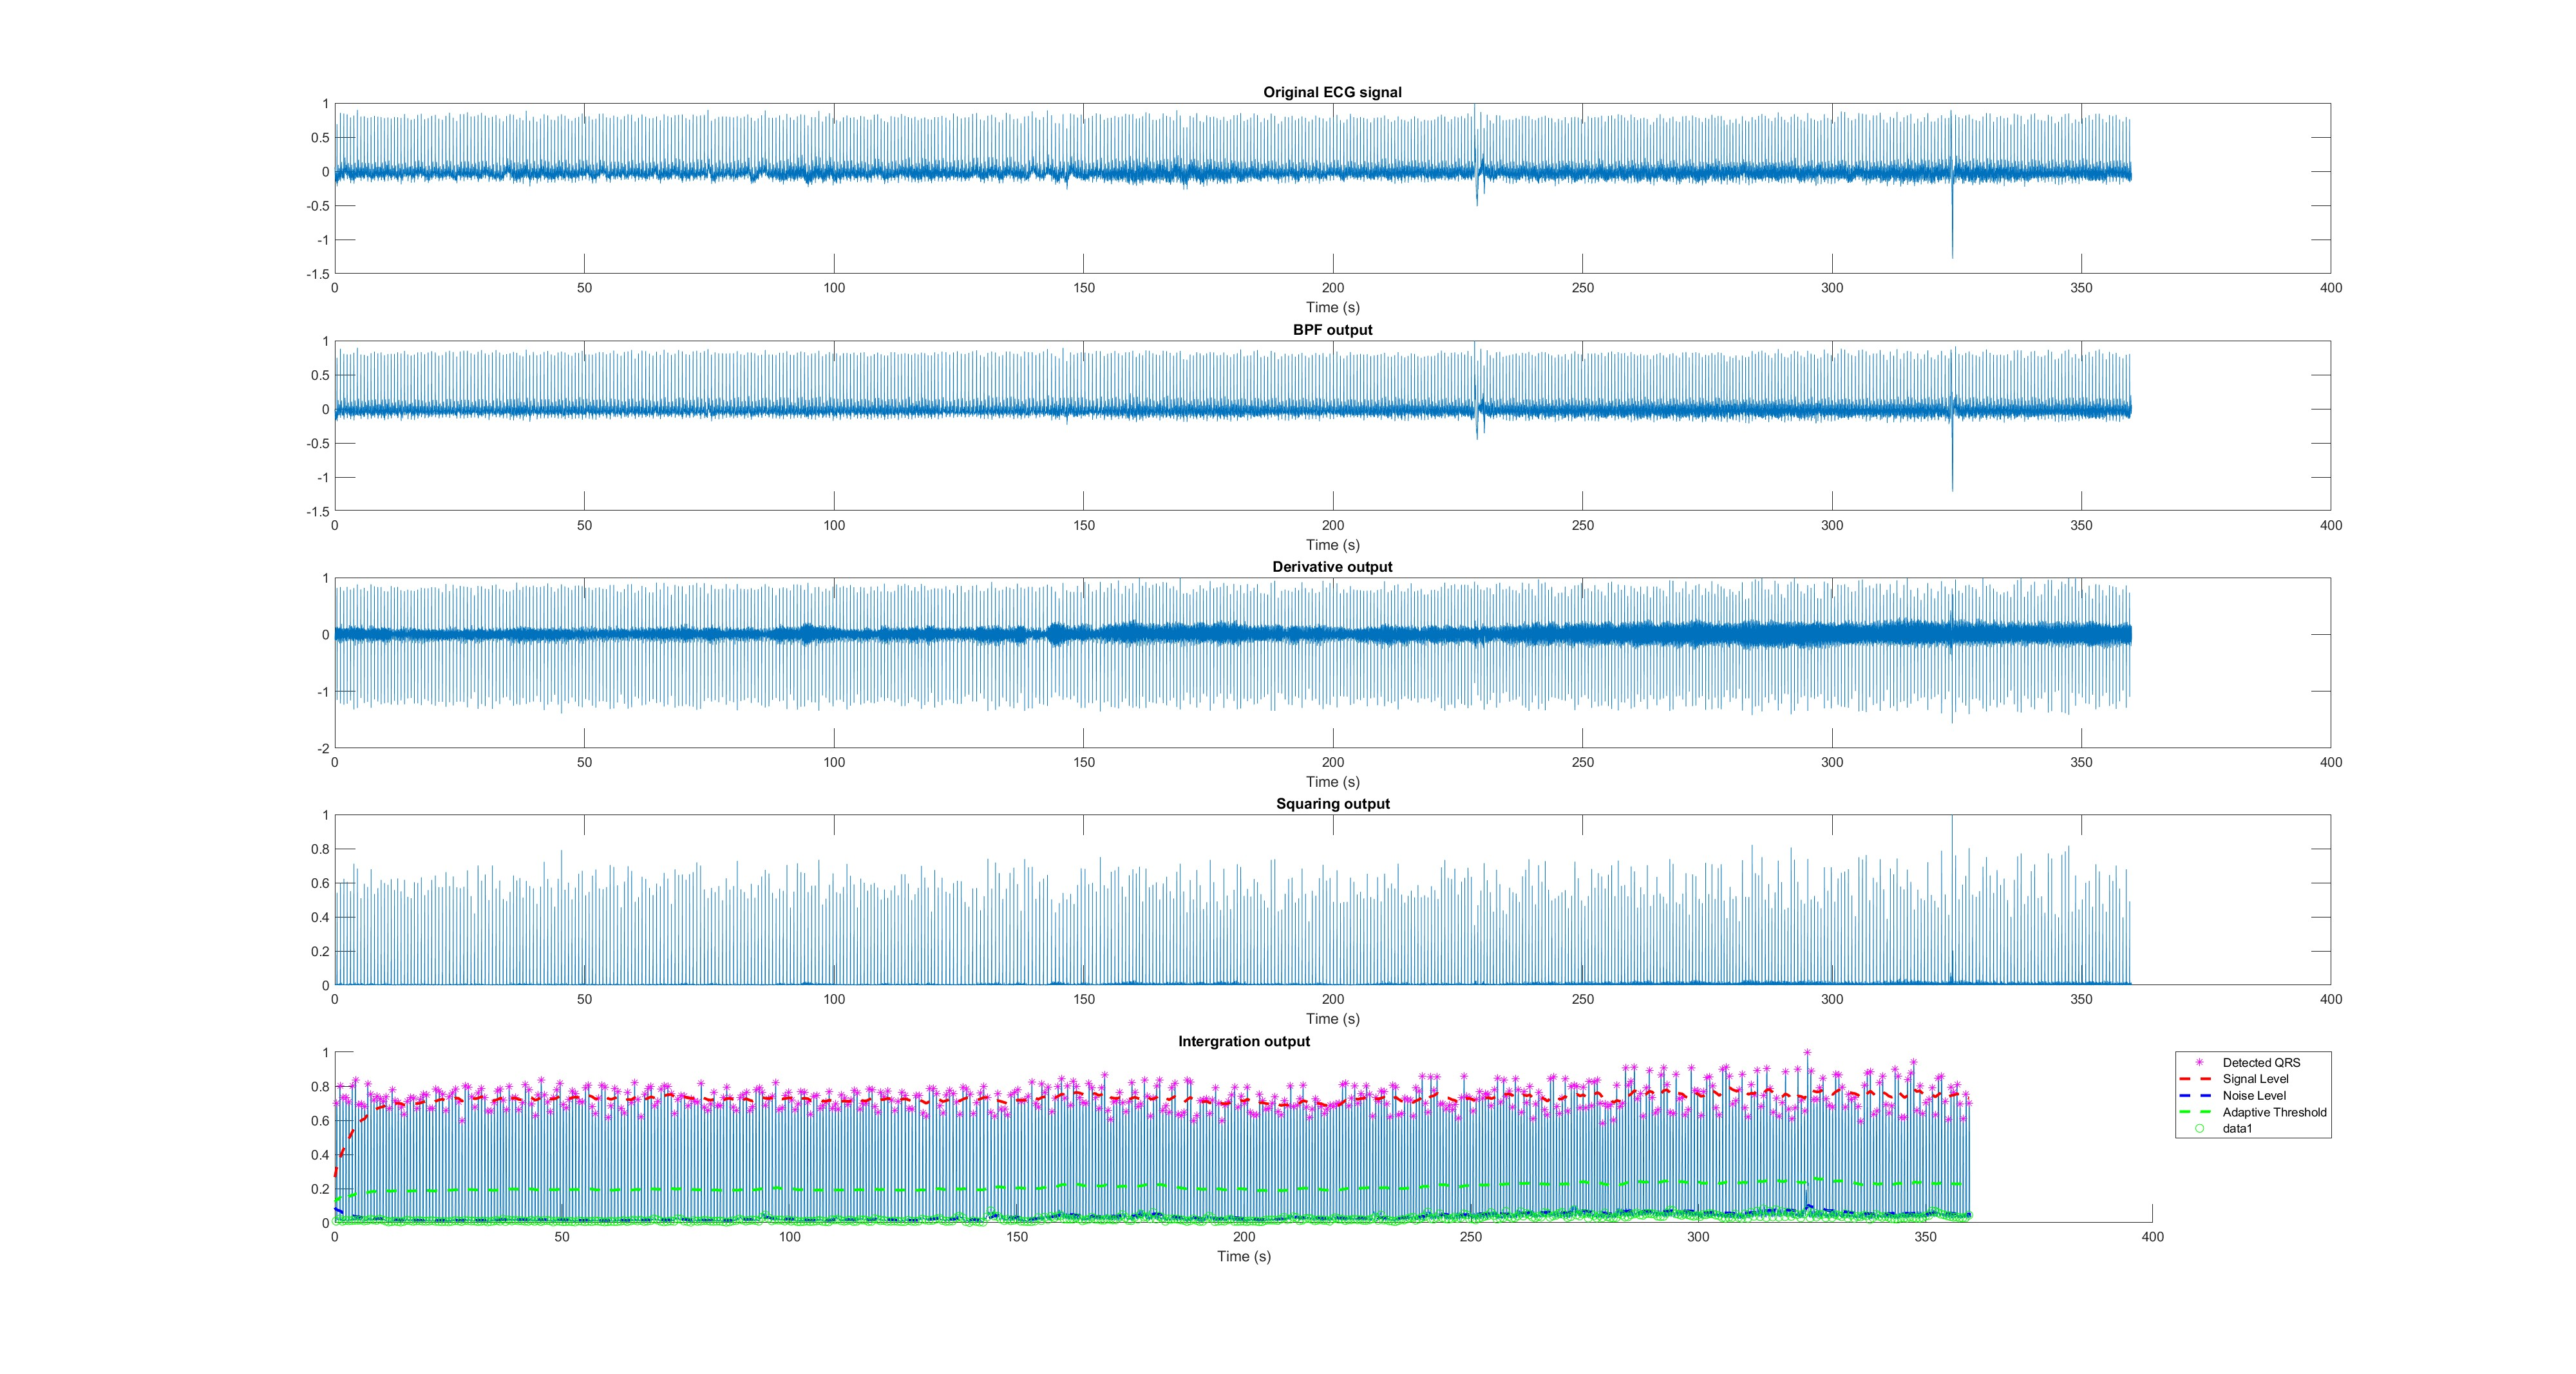 Original ECG signal
1
0.5
0
-0.5
-1
-1.5
0 50 100 150 200 250 300 350 400
Time (s)
BPF output
1
0.5
0
-0.5
-1
-1.5
0 50 100 150 200 250 300 350 400
Time (s)
Derivative output
1
0
-1
-2
0 50 100 150 200 250 300 350 400
Time (s)
Squaring output
1
0.8
0.6
0.4
0.2
0
0 50 100 150 200 250 300 350 400
Time (s)
Intergration output
1
0.8
0.6
0.4
0.2
0
0 50 100 150 200 250 300 350 400
Time (s)
Detected QRS
Signal Level
Noise Level
Adaptive Threshold
data1